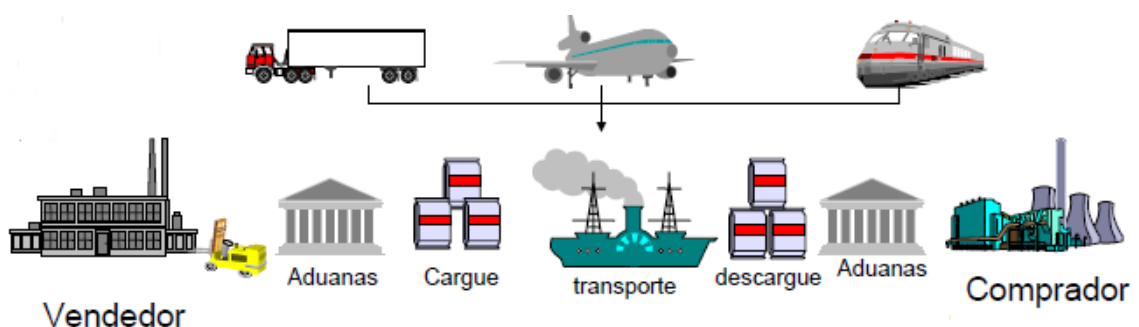 Aduanas
Cargue
transporte
descargue
Aduanas
Vendedor
Comprador